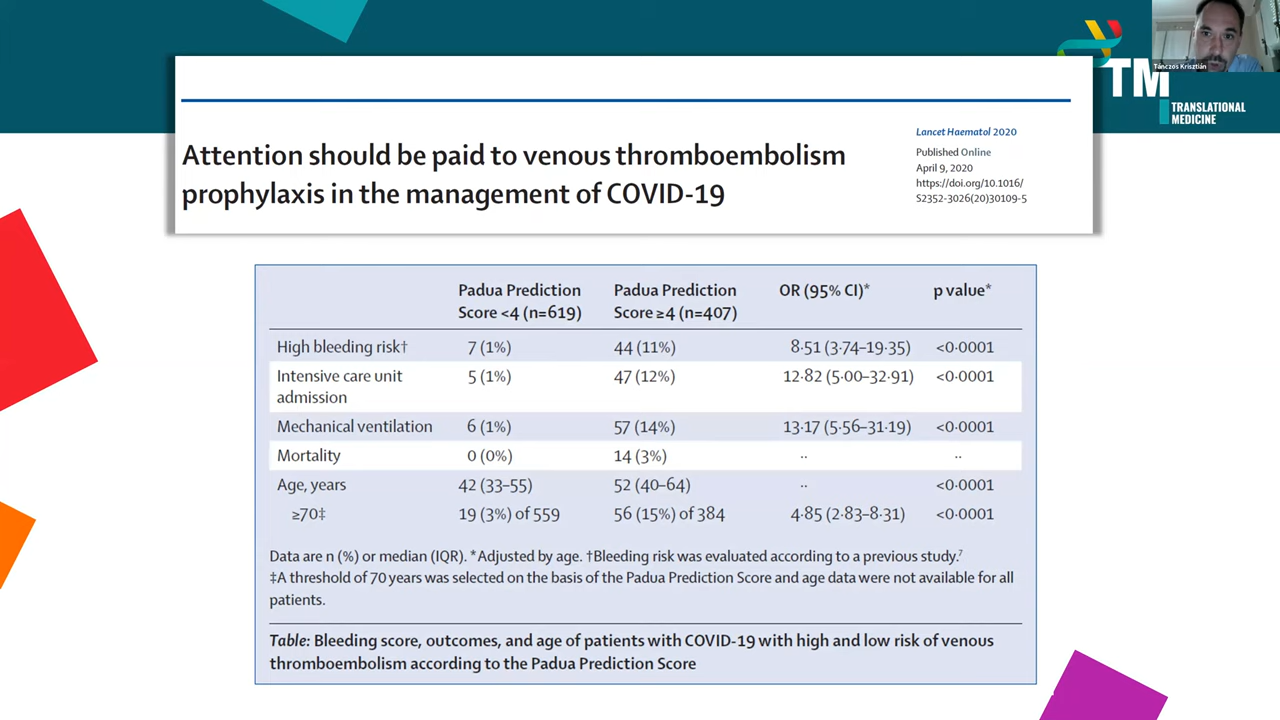 Tánczos Krisztián
TM
TRANSLATIONAL
MEDICINE
Attention should be paid to venous thromboembolism
prophylaxis in the management of COVID-19
Lancet Haematol 2020
Published Online
April 9, 2020
https://doi.org/10.1016/
S2352-3026(20)30109-5
Padua Prediction Score <4 (n=619) Padua Prediction Score ≥4 (n=407) OR (95% CI)* p value*
High bleeding risk† 7 (1%) 44 (11%) 8·51 (3·74–19·35) <0·0001
Intensive care unit admission 5 (1%) 47 (12%) 12·82 (5·00–32·91) <0·0001
Mechanical ventilation 6 (1%) 57 (14%) 13·17 (5·56–31·19) <0·0001
Mortality 0 (0%) 14 (3%) ·· ··
Age, years 42 (33–55) 52 (40–64) ·· <0·0001
≥70‡ 19 (3%) of 559 56 (15%) of 384 4·85 (2·83–8·31) <0·0001
Data are n (%) or median (IQR). *Adjusted by age. †Bleeding risk was evaluated according to a previous study.⁷
‡A threshold of 70 years was selected on the basis of the Padua Prediction Score and age data were not available for all
patients.
Table: Bleeding score, outcomes, and age of patients with COVID-19 with high and low risk of venous
thromboembolism according to the Padua Prediction Score